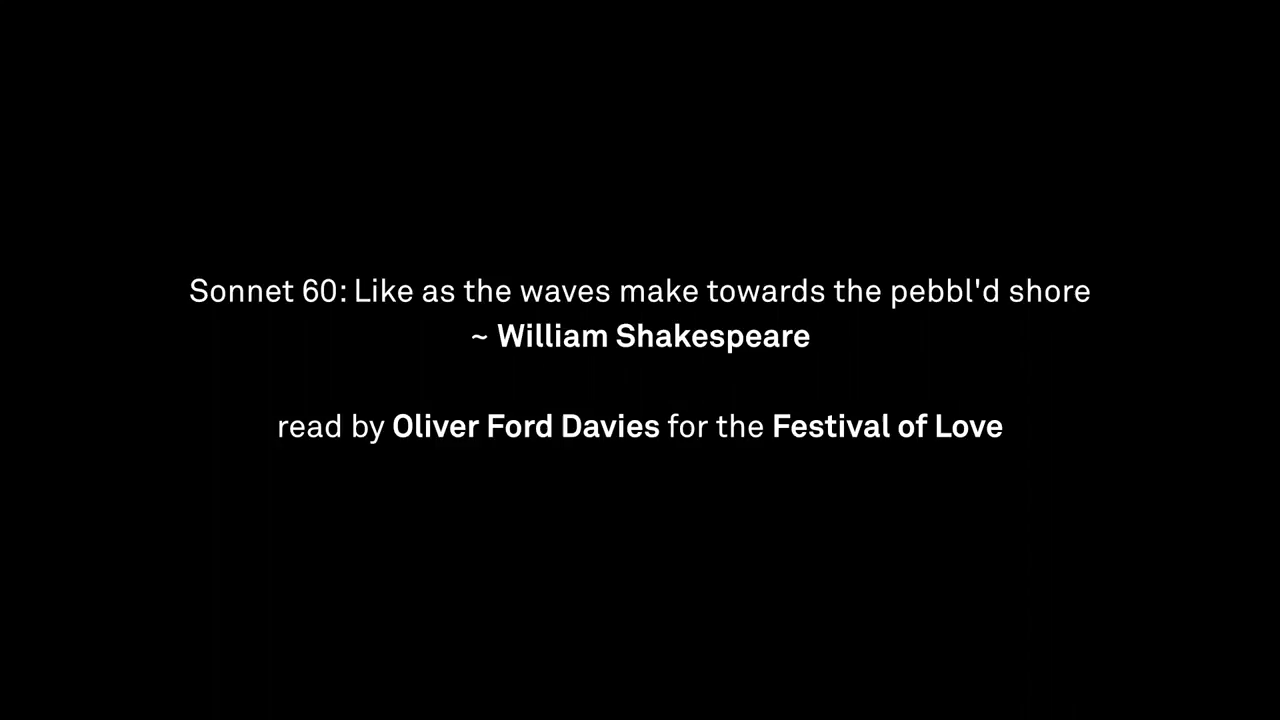 Sonnet 60: Like as the waves make towards the pebbl'd shore
~ William Shakespeare
read by Oliver Ford Davies for the Festival of Love